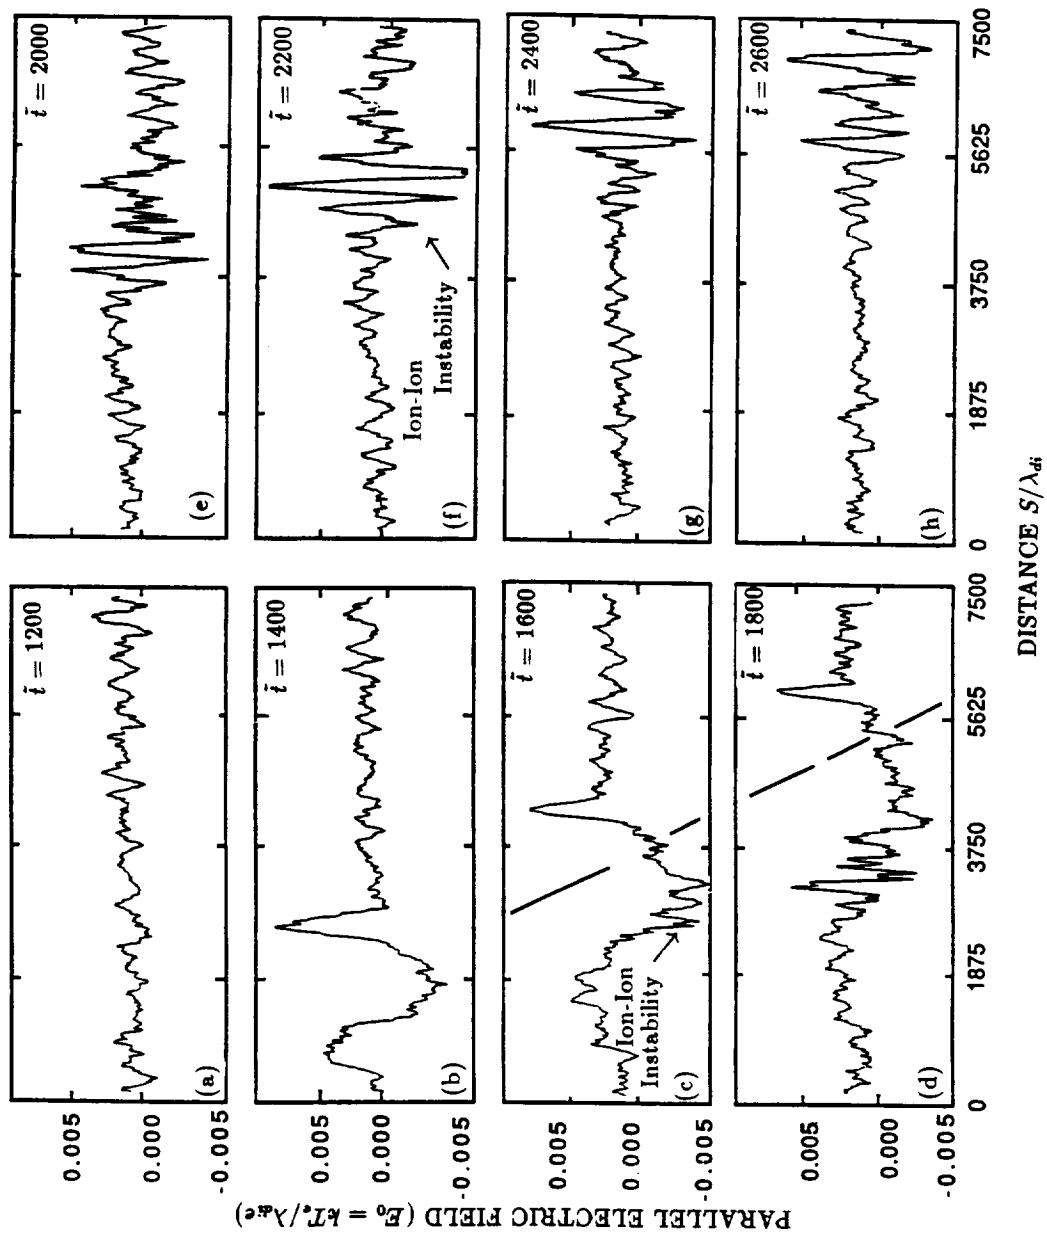 PARALLEL ELECTRIC FIELD (E₀ = kTₑ/λ_di e)
0.005
0.000
-0.005
0.005
0.000
-0.005
0.005
0.000
-0.005
0.005
0.000
-0.005
(a)
t̃ = 1200
(b)
t̃ = 1400
(c)
t̃ = 1600
Ion-Ion
Instability
(d)
t̃ = 1800
(e)
t̃ = 2000
(f)
t̃ = 2200
Ion-Ion
Instability
(g)
t̃ = 2400
(h)
t̃ = 2600
0
1875
3750
5625
7500
0
1875
3750
5625
7500
DISTANCE S/λ_di